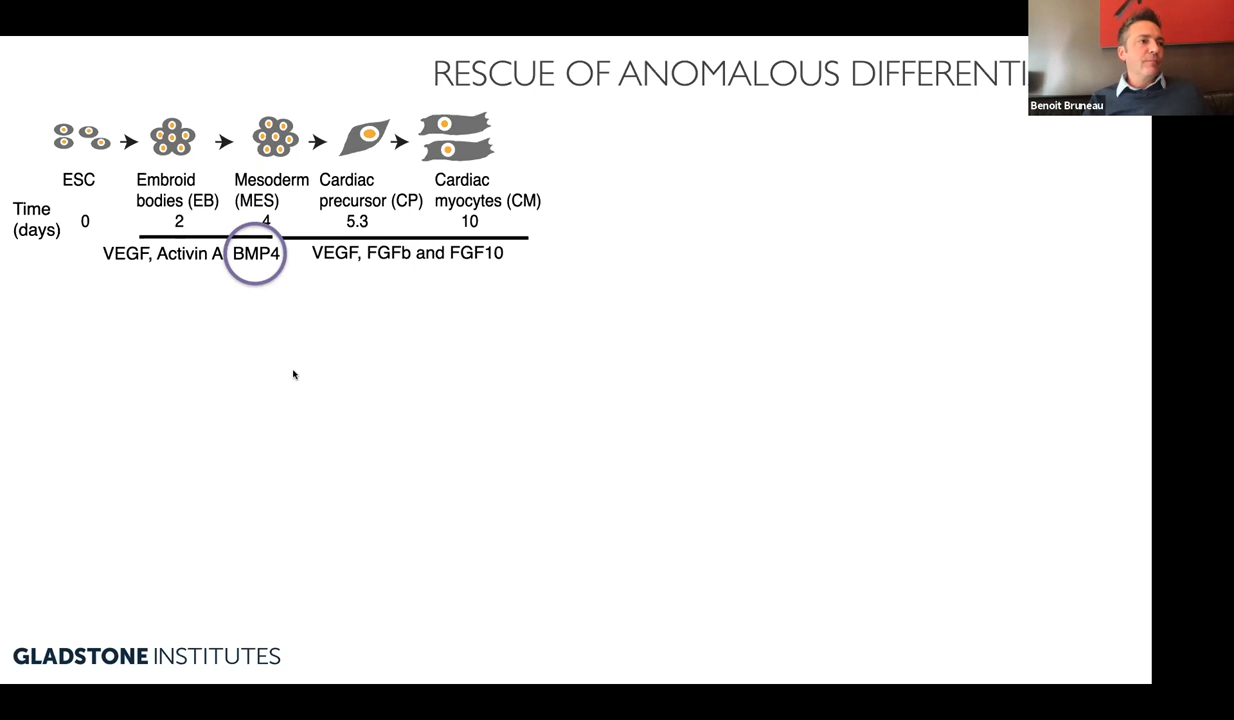 RESCUE OF ANOMALOUS DIFFERENTI
Benoit Bruneau
ESC
Embroid bodies (EB)
Mesoderm (MES)
Cardiac precursor (CP)
Cardiac myocytes (CM)
Time (days)
0
2
4
5.3
10
VEGF, Activin A
BMP4
VEGF, FGFb and FGF10
GLADSTONE INSTITUTES